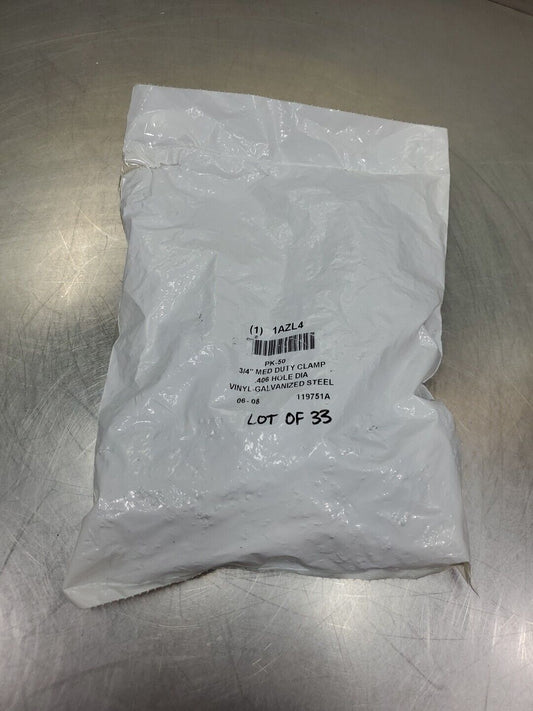 (1) 1AZL4
PK-50
3/4" MED DUTY CLAMP
.406 HOLE DIA
VINYL-GALVANIZED STEEL
06-08 119751A
LOT OF 33